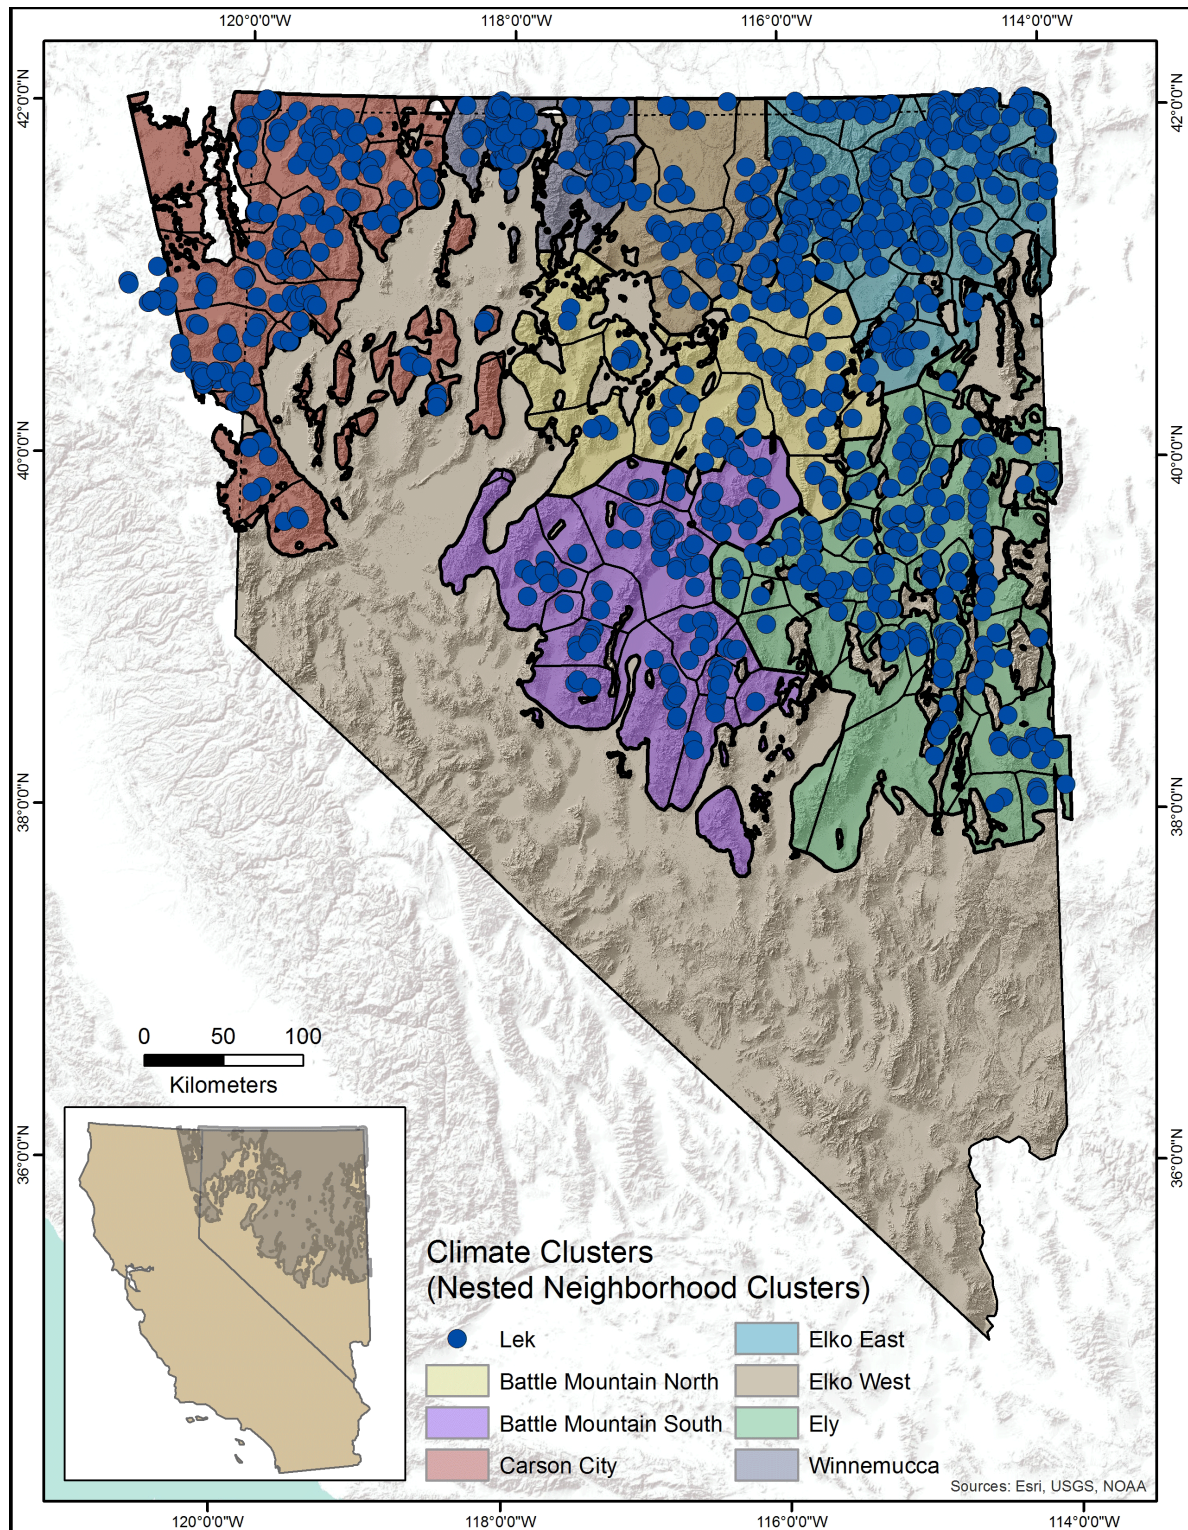 120°0'0"W 118°0'0"W 116°0'0"W 114°0'0"W
42°0'0"N 42°0'0"N
40°0'0"N 40°0'0"N
38°0'0"N 38°0'0"N
36°0'0"N 36°0'0"N
0 50 100
Kilometers
Climate Clusters
(Nested Neighborhood Clusters)
Lek
Battle Mountain North
Battle Mountain South
Carson City
Elko East
Elko West
Ely
Winnemucca
Sources: Esri, USGS, NOAA
120°0'0"W 118°0'0"W 116°0'0"W 114°0'0"W